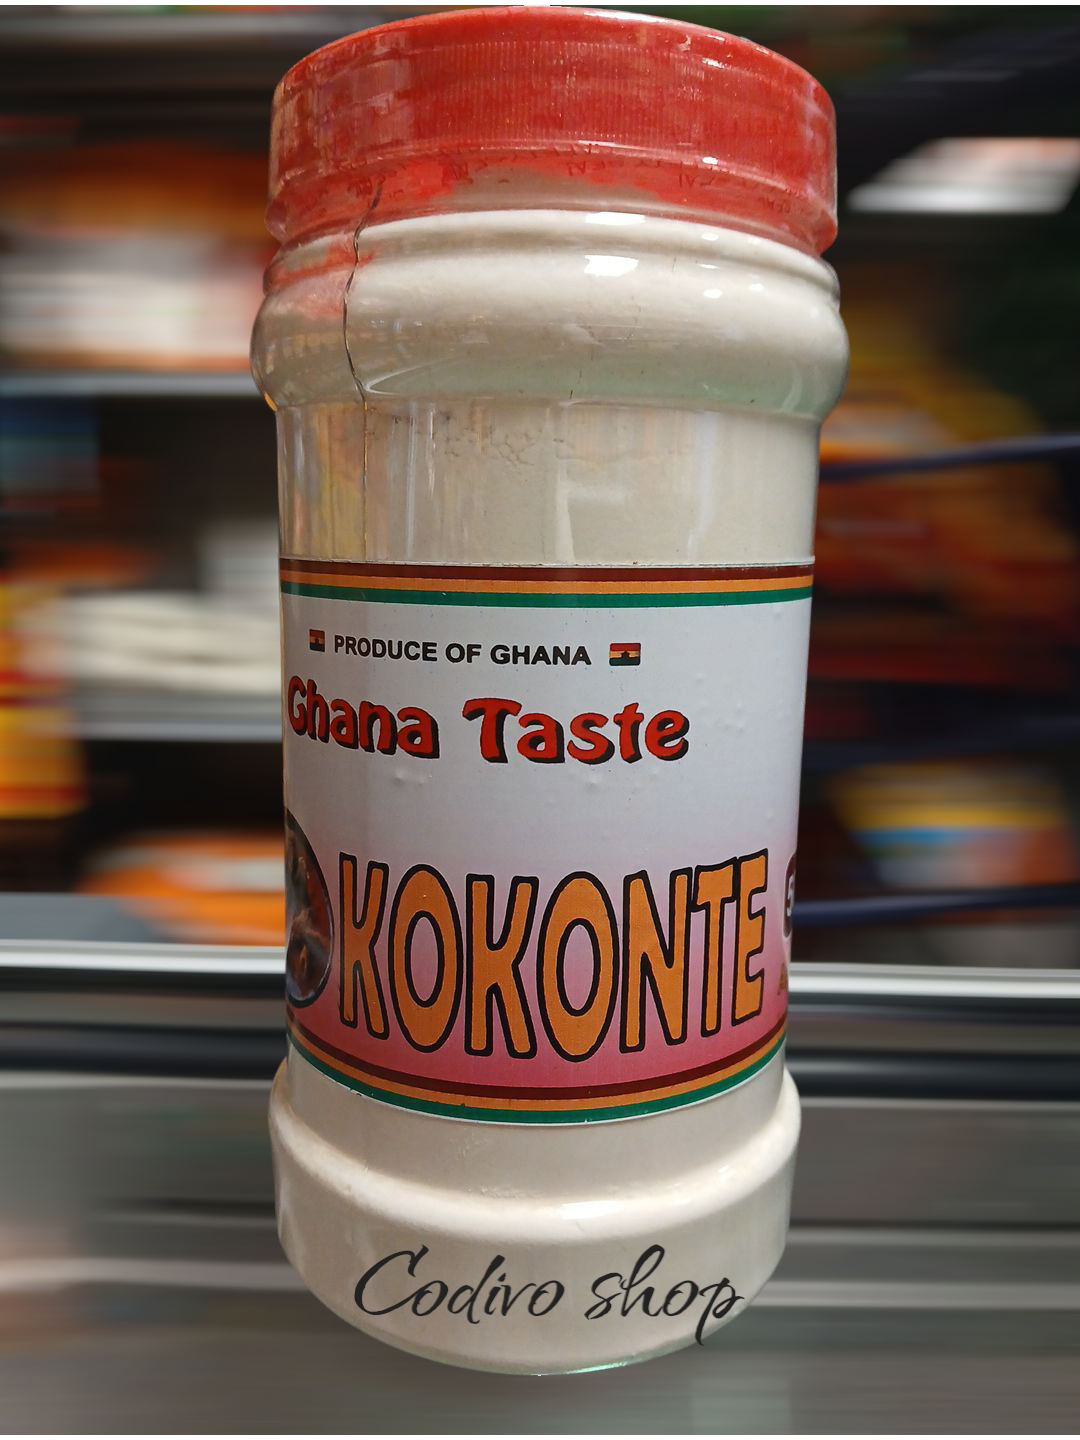 PRODUCE OF GHANA
Ghana Taste
KOKONTE
Codivo shop